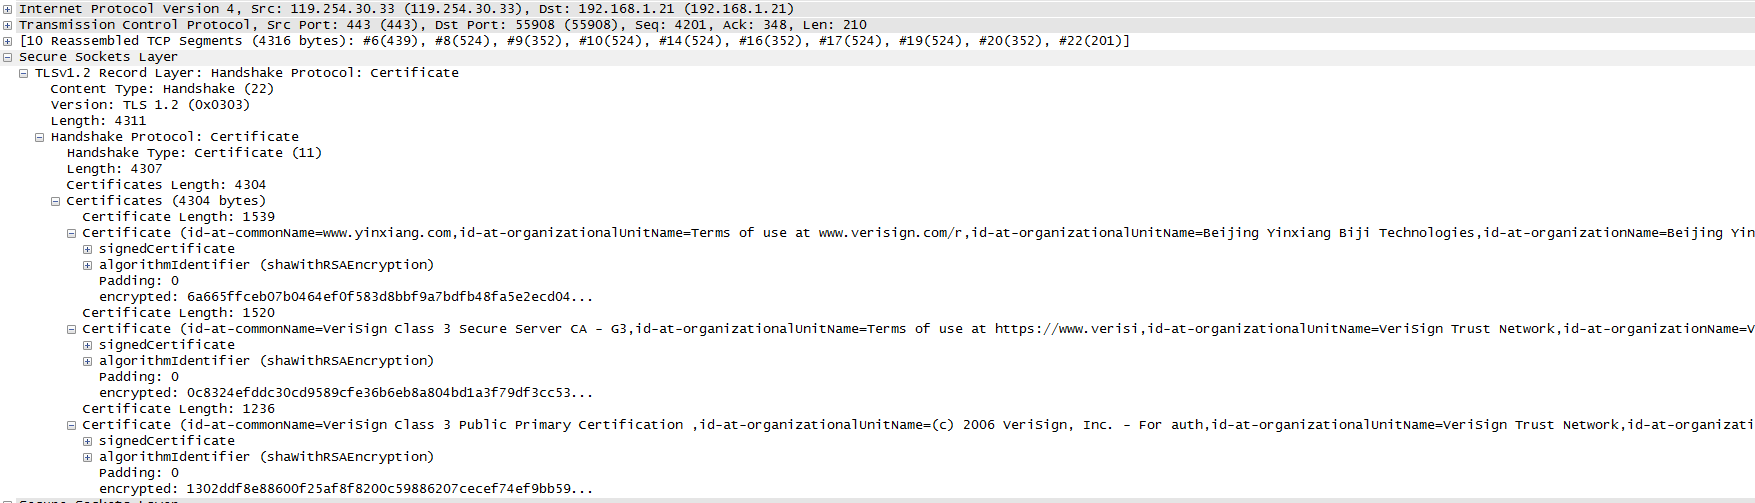 Internet Protocol Version 4, Src: 119.254.30.33 (119.254.30.33), Dst: 192.168.1.21 (192.168.1.21)
Transmission Control Protocol, Src Port: 443 (443), Dst Port: 55908 (55908), Seq: 4201, Ack: 348, Len: 210
[10 Reassembled TCP Segments (4316 bytes): #6(439), #8(524), #9(352), #10(524), #14(524), #16(352), #17(524), #19(524), #20(352), #22(201)]
Secure Sockets Layer
TLSv1.2 Record Layer: Handshake Protocol: Certificate
Content Type: Handshake (22)
Version: TLS 1.2 (0x0303)
Length: 4311
Handshake Protocol: Certificate
Handshake Type: Certificate (11)
Length: 4307
Certificates Length: 4304
Certificates (4304 bytes)
Certificate Length: 1539
Certificate (id-at-commonName=www.yinxiang.com,id-at-organizationalUnitName=Terms of use at www.verisign.com/r,id-at-organizationalUnitName=Beijing Yinxiang Biji Technologies,id-at-organizationName=Beijing Yin
signedCertificate
algorithmIdentifier (shaWithRSAEncryption)
Padding: 0
encrypted: 6a665ffceb07b0464ef0f583d8bbf9a7bdfb48fa5e2ecd04...
Certificate Length: 1520
Certificate (id-at-commonName=VeriSign Class 3 Secure Server CA - G3,id-at-organizationalUnitName=Terms of use at https://www.verisi,id-at-organizationalUnitName=VeriSign Trust Network,id-at-organizationName=V
signedCertificate
algorithmIdentifier (shaWithRSAEncryption)
Padding: 0
encrypted: 0c8324efddc30cd9589cfe36b6eb8a804bd1a3f79df3cc53...
Certificate Length: 1236
Certificate (id-at-commonName=VeriSign Class 3 Public Primary Certification ,id-at-organizationalUnitName=(c) 2006 VeriSign, Inc. - For auth,id-at-organizationalUnitName=VeriSign Trust Network,id-at-organizati
signedCertificate
algorithmIdentifier (shaWithRSAEncryption)
Padding: 0
encrypted: 1302ddf8e88600f25af8f8200c59886207cecef74ef9bb59...
Secure Sockets Layer